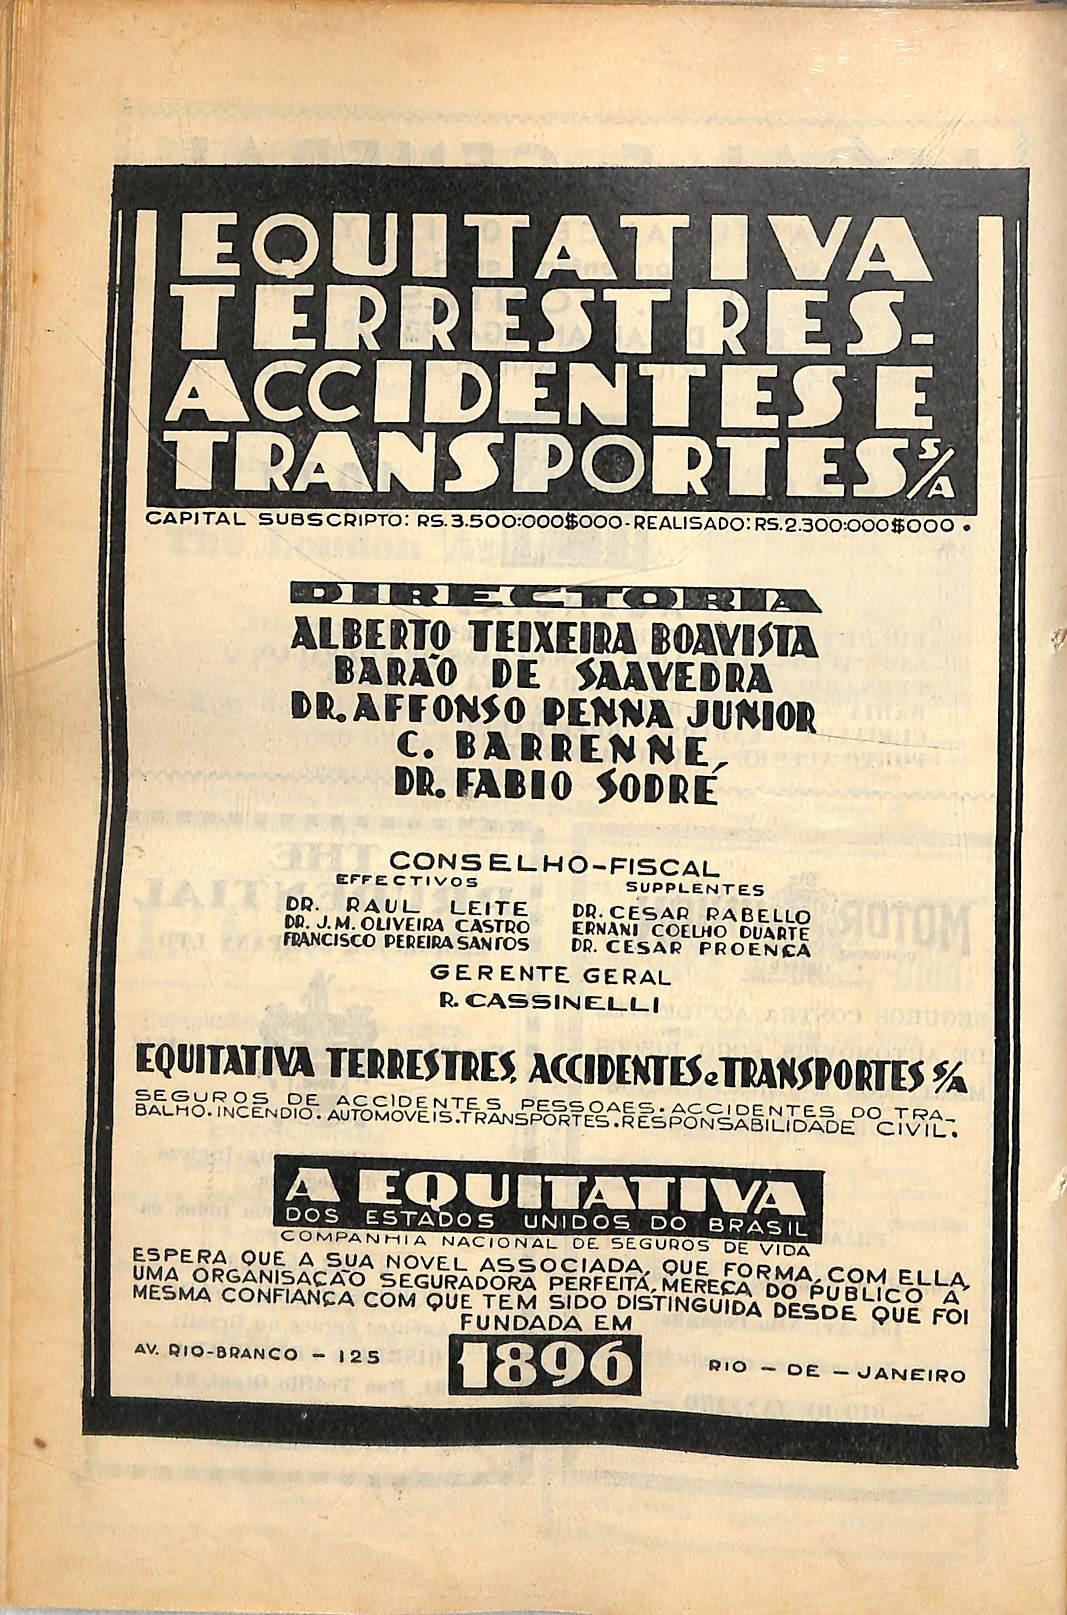 EQUITATIVA
TERRESTRES-
ACCIDENTES E
TRANSPORTES S/A
CAPITAL SUBSCRIPTO: RS.3.500:000$000-REALISADO: RS.2.300:000$000.
DIRECTORIA
ALBERTO TEIXEIRA BOAVISTA
BARÃO DE SAAVEDRA
DR. AFFONSO PENNA JUNIOR
C. BARRENNE
DR. FABIO SODRÉ
CONSELHO-FISCAL
EFFECTIVOS
DR. RAUL LEITE
DR. J.M. OLIVEIRA CASTRO
FRANCISCO PEREIRA SANTOS
SUPPLENTES
DR. CESAR RABELLO
ERNANI COELHO DUARTE
DR. CESAR PROENÇA
GERENTE GERAL
R. CASSINELLI
EQUITATIVA TERRESTRES, ACCIDENTES e TRANSPORTES S/A
SEGUROS DE ACCIDENTES PESSOAES. ACCIDENTES DO TRA-
BALHO. INCENDIO. AUTOMOVEIS. TRANSPORTES. RESPONSABILIDADE CIVIL.
A EQUITATIVA
DOS ESTADOS UNIDOS DO BRASIL
COMPANHIA NACIONAL DE SEGUROS DE VIDA
ESPERA QUE A SUA NOVEL ASSOCIADA, QUE FORMA, COM ELLA,
UMA ORGANISAÇÃO SEGURADORA PERFEITA, MEREÇA DO PUBLICO A
MESMA CONFIANÇA COM QUE TEM SIDO DISTINGUIDA DESDE QUE FOI
FUNDADA EM
1896
AV. RIO-BRANCO - 125
RIO - DE - JANEIRO